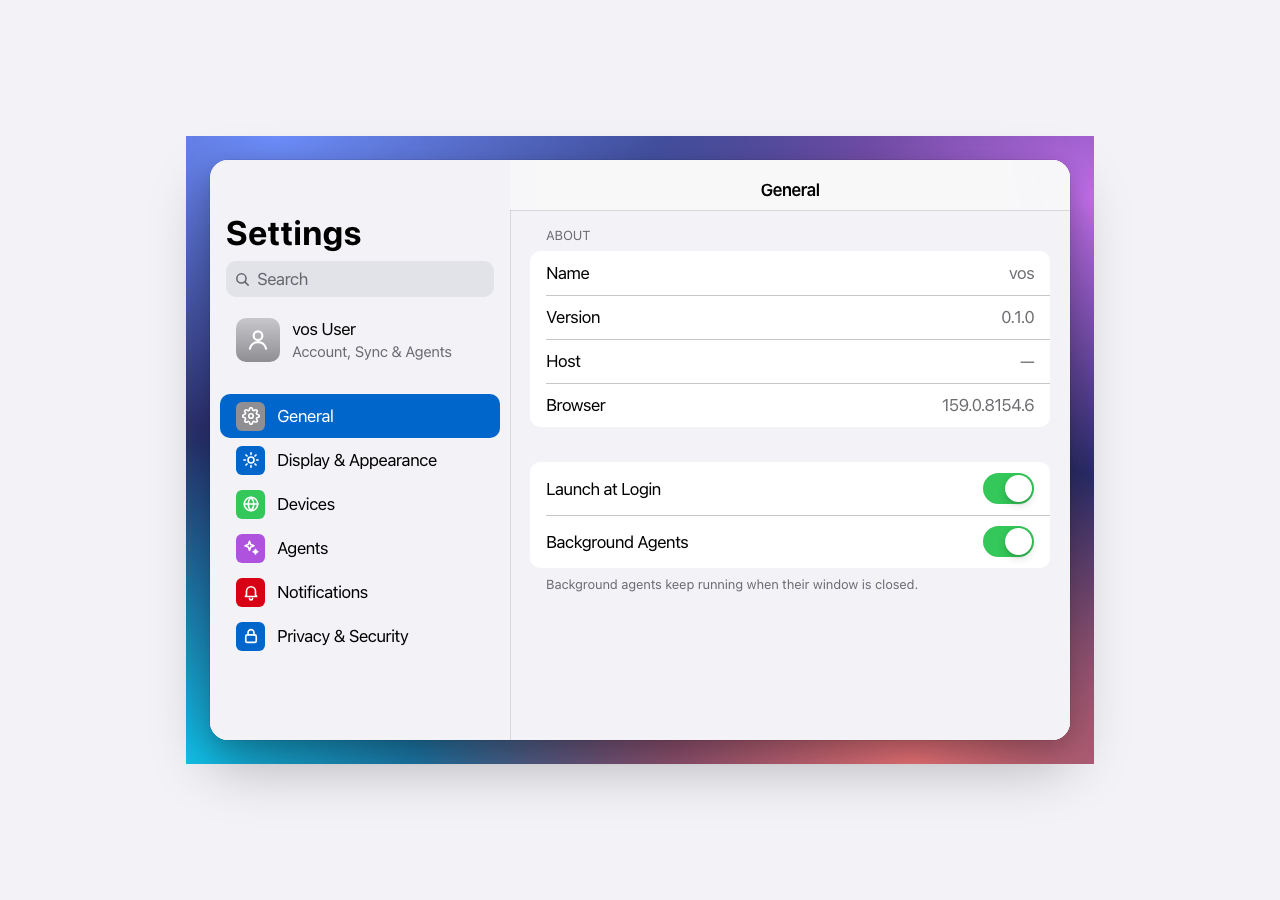 Settings
Search
vos User
Account, Sync & Agents
General
Display & Appearance
Devices
Agents
Notifications
Privacy & Security
General
ABOUT
Name vos
Version 0.1.0
Host —
Browser 159.0.8154.6
Launch at Login
Background Agents
Background agents keep running when their window is closed.